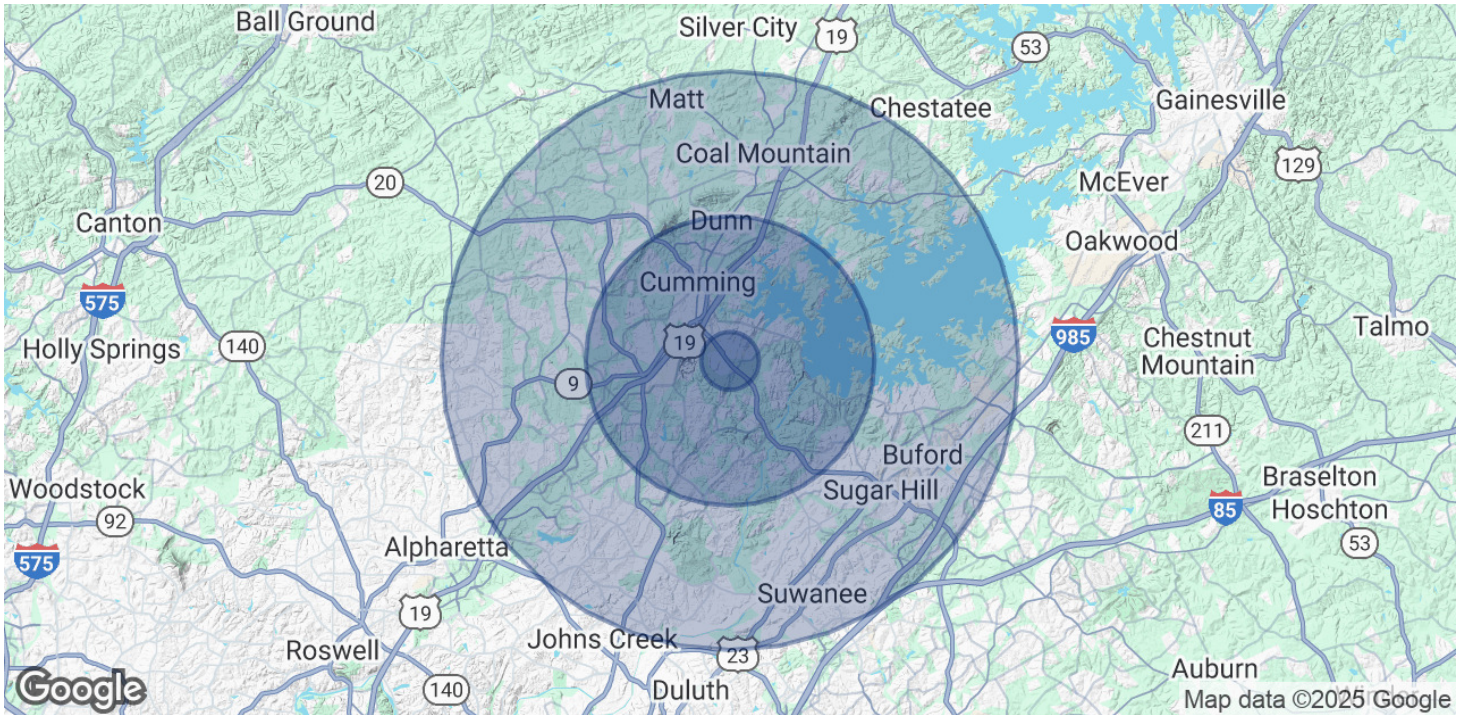 Ball Ground
Silver City
19
53
Matt
Chestatee
Gainesville
Coal Mountain
129
20
McEver
Canton
Dunn
Oakwood
Cumming
575
985
Talmo
Holly Springs
140
19
Chestnut
Mountain
9
211
Buford
Braselton
Woodstock
Sugar Hill
85
Hoschton
92
53
Alpharetta
575
Suwanee
19
Johns Creek
Roswell
23
Auburn
Google
140
Duluth
Map data ©2025 Google